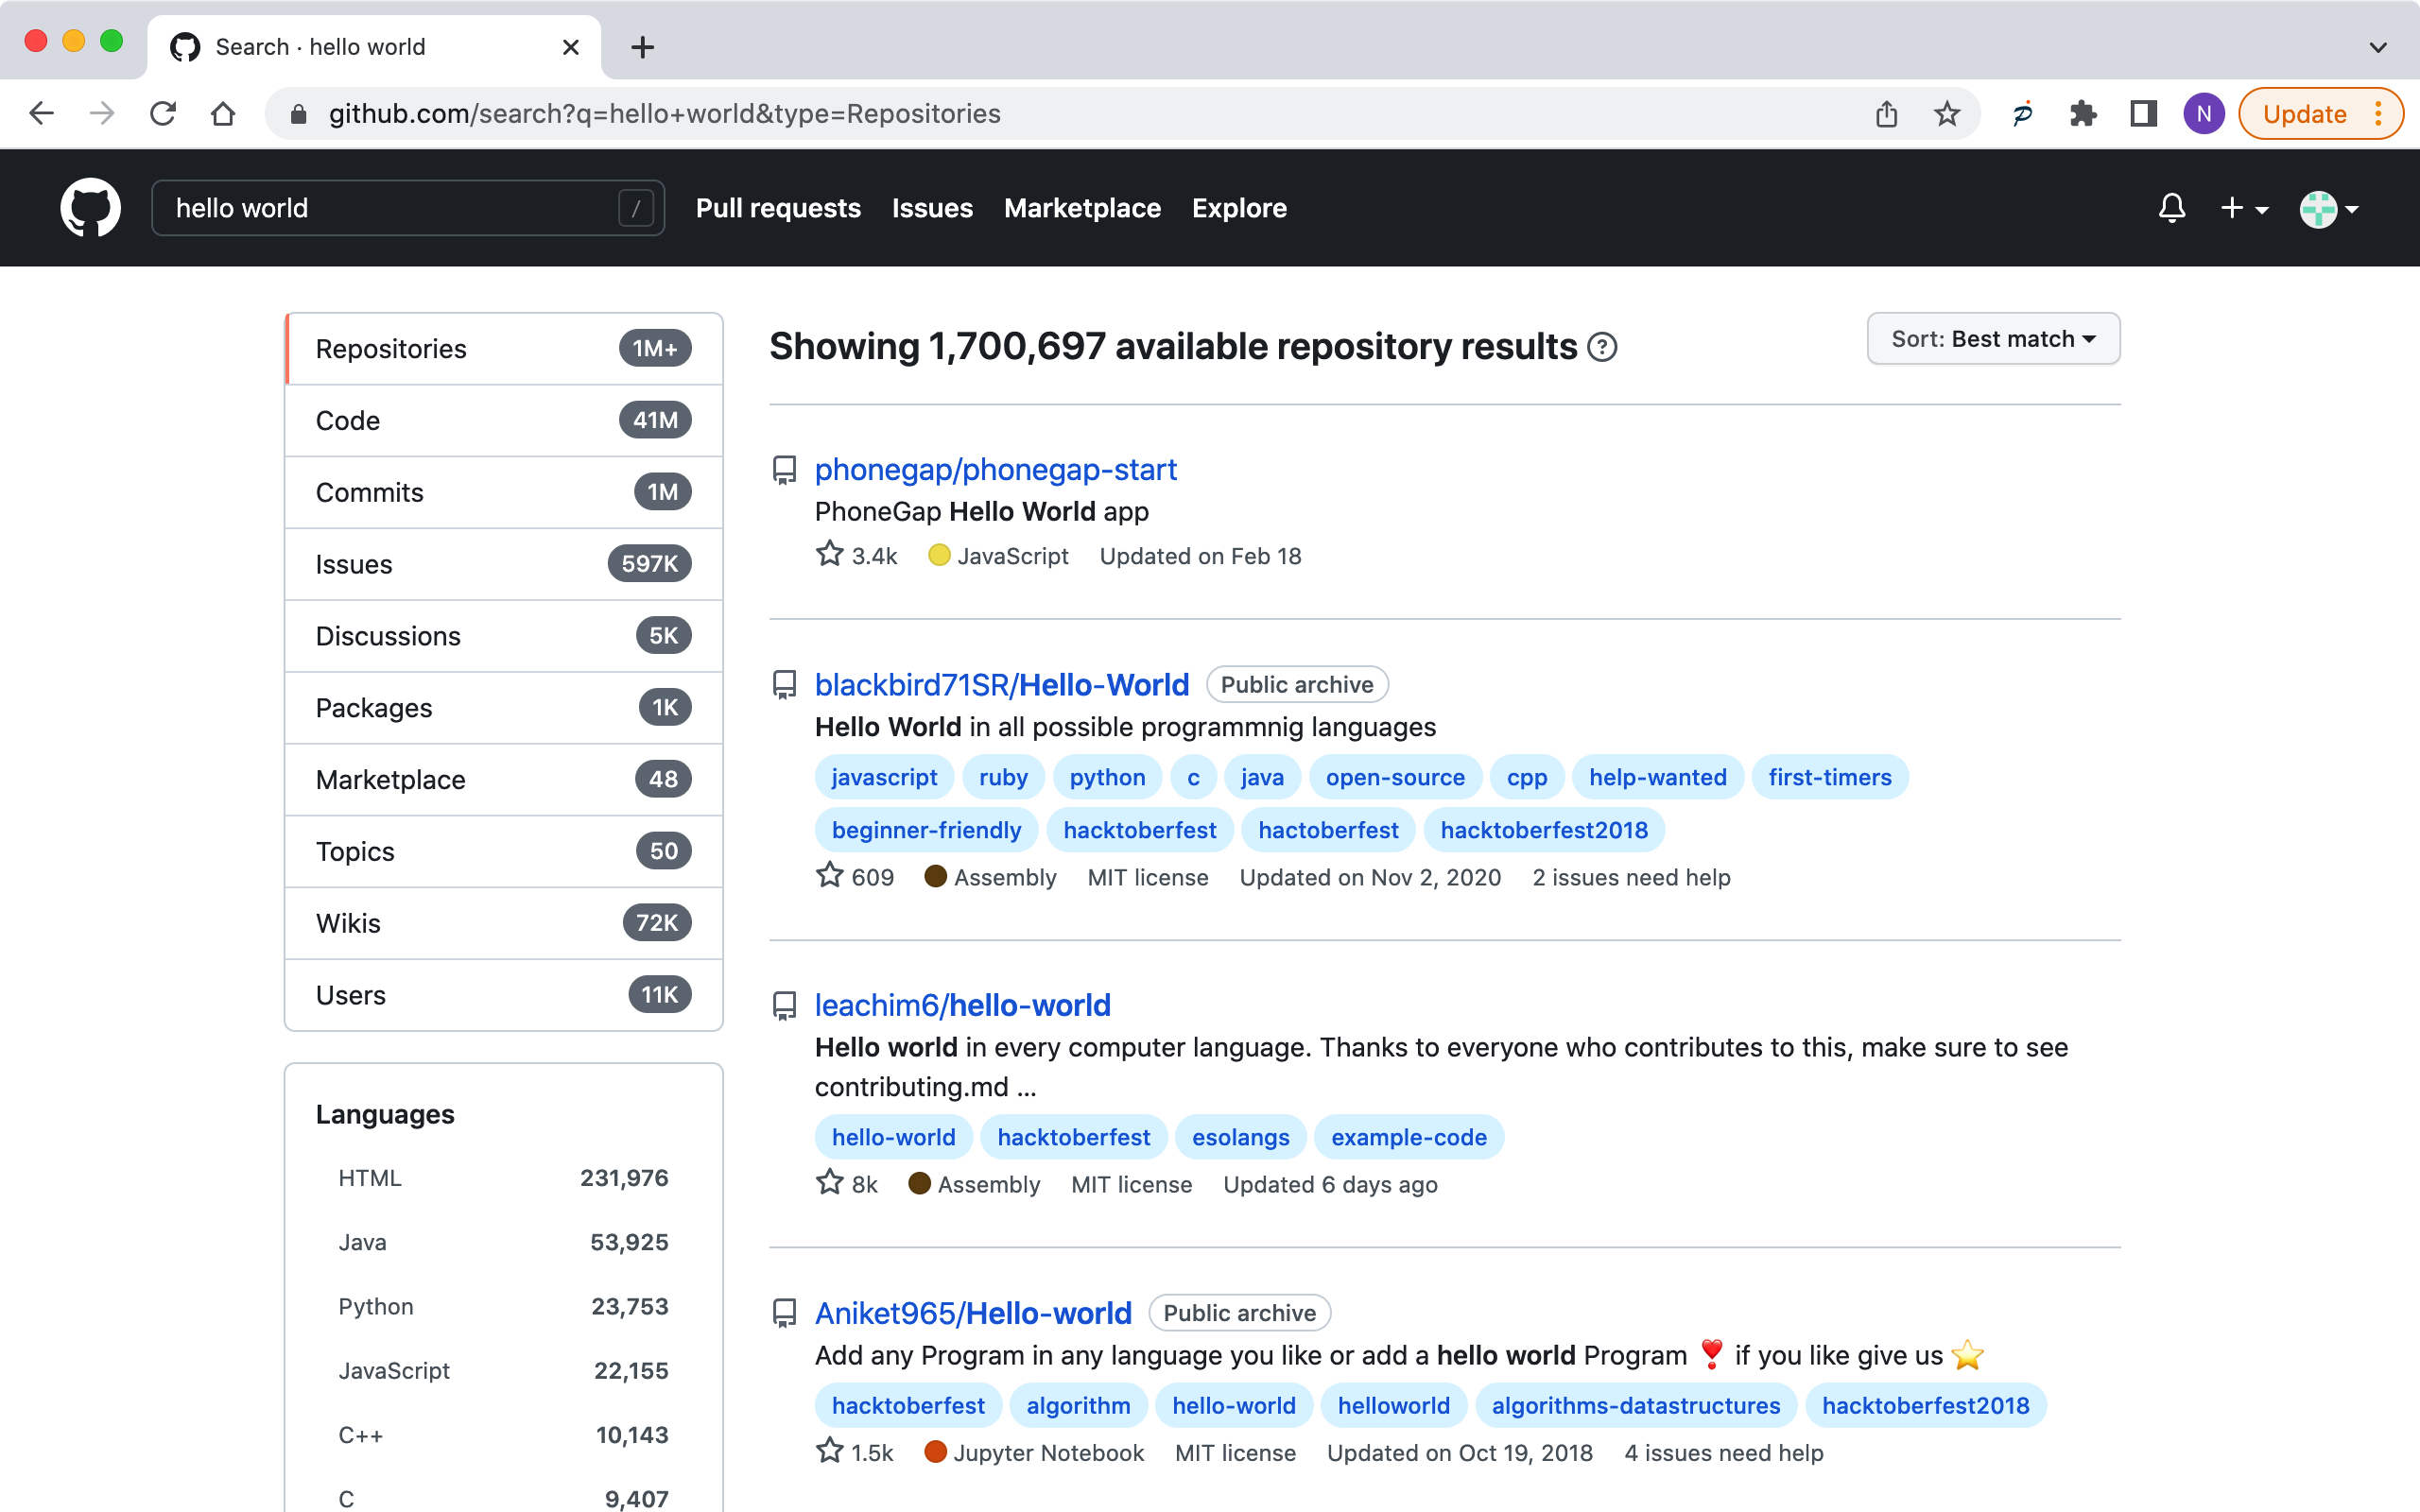 Search · hello world
github.com/search?q=hello+world&type=Repositories
N
Update
hello world
/
Pull requests
Issues
Marketplace
Explore
Repositories 1M+
Code 41M
Commits 1M
Issues 597K
Discussions 5K
Packages 1K
Marketplace 48
Topics 50
Wikis 72K
Users 11K
Languages
HTML 231,976
Java 53,925
Python 23,753
JavaScript 22,155
C++ 10,143
C 9,407
Showing 1,700,697 available repository results ?
Sort: Best match
phonegap/phonegap-start
PhoneGap Hello World app
3.4k JavaScript Updated on Feb 18
blackbird71SR/Hello-World Public archive
Hello World in all possible programmnig languages
javascript ruby python c java open-source cpp help-wanted first-timers
beginner-friendly hacktoberfest hactoberfest hacktoberfest2018
609 Assembly MIT license Updated on Nov 2, 2020 2 issues need help
leachim6/hello-world
Hello world in every computer language. Thanks to everyone who contributes to this, make sure to see
contributing.md ...
hello-world hacktoberfest esolangs example-code
8k Assembly MIT license Updated 6 days ago
Aniket965/Hello-world Public archive
Add any Program in any language you like or add a hello world Program ❣️ if you like give us ⭐
hacktoberfest algorithm hello-world helloworld algorithms-datastructures hacktoberfest2018
1.5k Jupyter Notebook MIT license Updated on Oct 19, 2018 4 issues need help